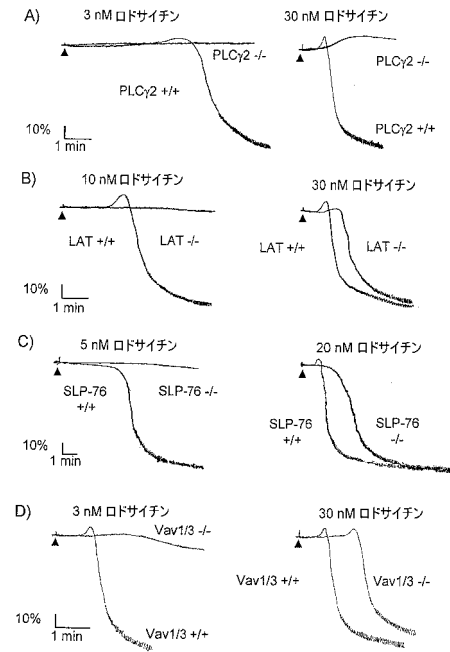 A)
3 nM ロドサイチン
30 nM ロドサイチン
PLCγ2 -/-
PLCγ2 +/+
PLCγ2 -/-
PLCγ2 +/+
10%
1 min
B)
10 nM ロドサイチン
30 nM ロドサイチン
LAT +/+
LAT -/-
LAT +/+
LAT -/-
10%
1 min
C)
5 nM ロドサイチン
20 nM ロドサイチン
SLP-76
+/+
SLP-76 -/-
SLP-76
+/+
SLP-76
-/-
10%
1 min
D)
3 nM ロドサイチン
30 nM ロドサイチン
Vav1/3 -/-
Vav1/3 +/+
Vav1/3 +/+
Vav1/3 -/-
10%
1 min